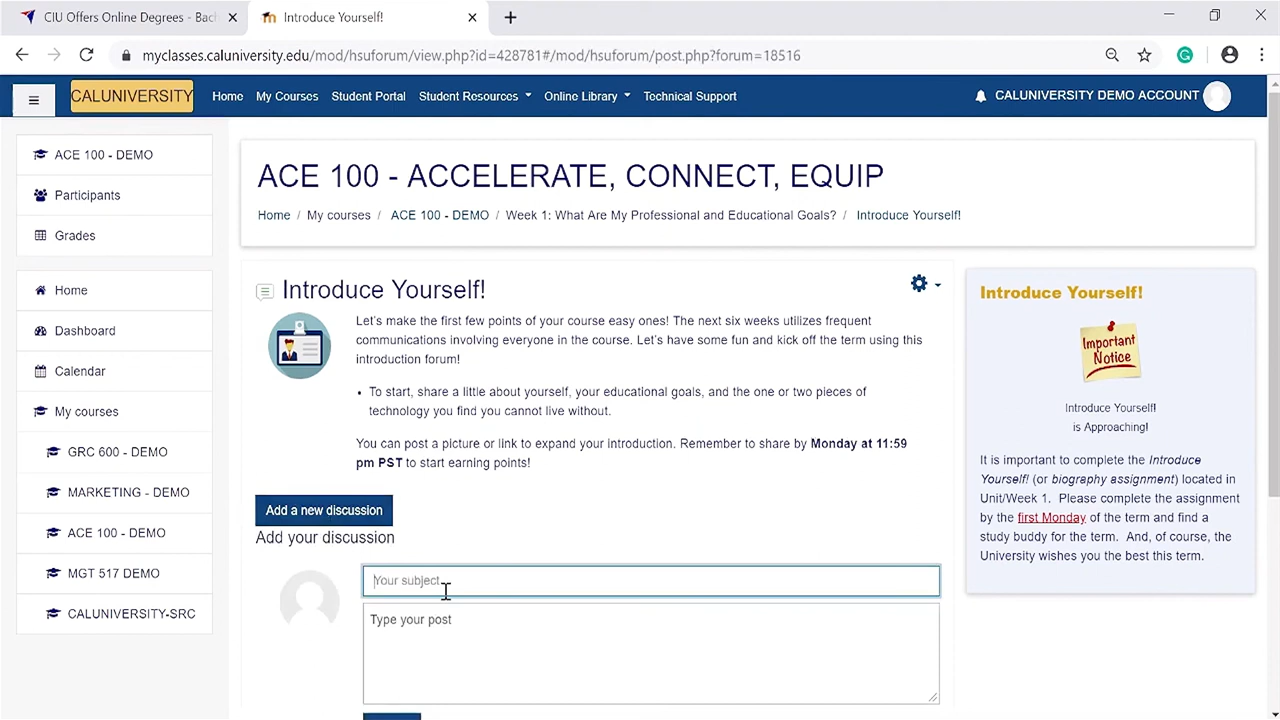 CIU Offers Online Degrees - Bach
Introduce Yourself!
myclasses.caluniversity.edu/mod/hsuforum/view.php?id=428781#/mod/hsuforum/post.php?forum=18516
CALUNIVERSITY
Home
My Courses
Student Portal
Student Resources
Online Library
Technical Support
CALUNIVERSITY DEMO ACCOUNT
ACE 100 - DEMO
Participants
Grades
Home
Dashboard
Calendar
My courses
GRC 600 - DEMO
MARKETING - DEMO
ACE 100 - DEMO
MGT 517 DEMO
CALUNIVERSITY-SRC
ACE 100 - ACCELERATE, CONNECT, EQUIP
Home / My courses / ACE 100 - DEMO / Week 1: What Are My Professional and Educational Goals? / Introduce Yourself!
Introduce Yourself!
Let's make the first few points of your course easy ones! The next six weeks utilizes frequent
communications involving everyone in the course. Let's have some fun and kick off the term using this
introduction forum!
• To start, share a little about yourself, your educational goals, and the one or two pieces of
technology you find you cannot live without.
You can post a picture or link to expand your introduction. Remember to share by Monday at 11:59
pm PST to start earning points!
Add a new discussion
Add your discussion
Your subject
Type your post
Introduce Yourself!
Important
Notice
Introduce Yourself!
is Approaching!
It is important to complete the Introduce
Yourself! (or biography assignment) located in
Unit/Week 1. Please complete the assignment
by the first Monday of the term and find a
study buddy for the term. And, of course, the
University wishes you the best this term.